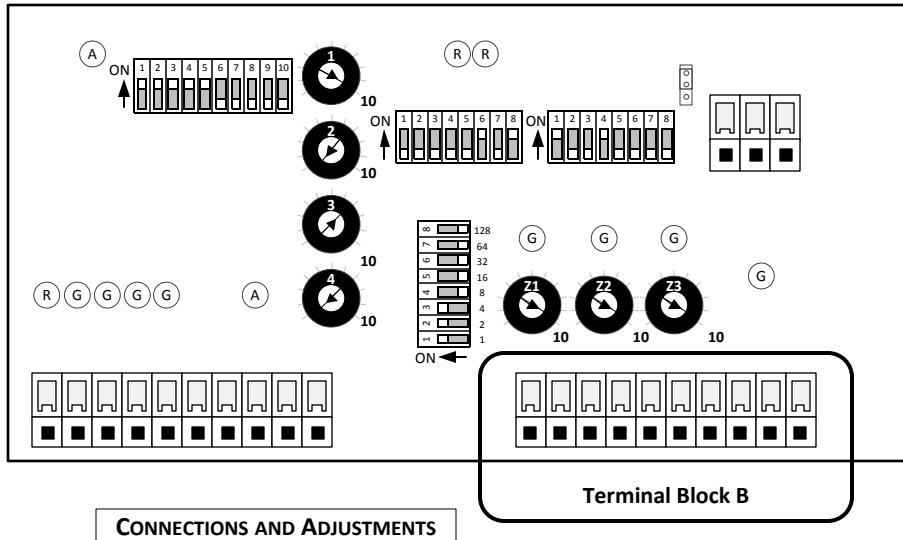 A
ON
1 2 3 4 5 6 7 8 9 10
1
10
R R
2
10
ON
1 2 3 4 5 6 7 8
ON
1 2 3 4 5 6 7 8
3
10
4
10
R G G G G
A
8 128
7 64
6 32
5 16
4 8
3 4
2 2
1 1
ON
G G G
Z1 Z2 Z3
10 10 10
G
Terminal Block B
CONNECTIONS AND ADJUSTMENTS